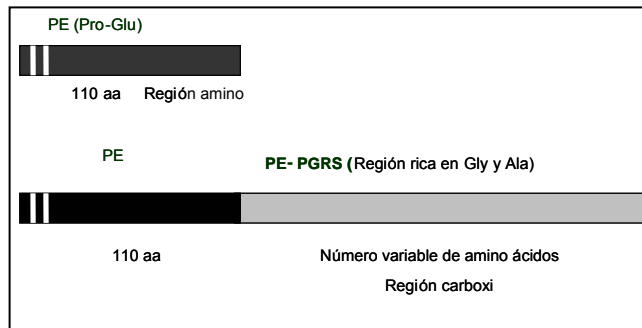 PE (Pro-Glu)
110 aa Región amino
PE
PE- PGRS (Región rica en Gly y Ala)
110 aa
Número variable de amino ácidos
Región carboxi